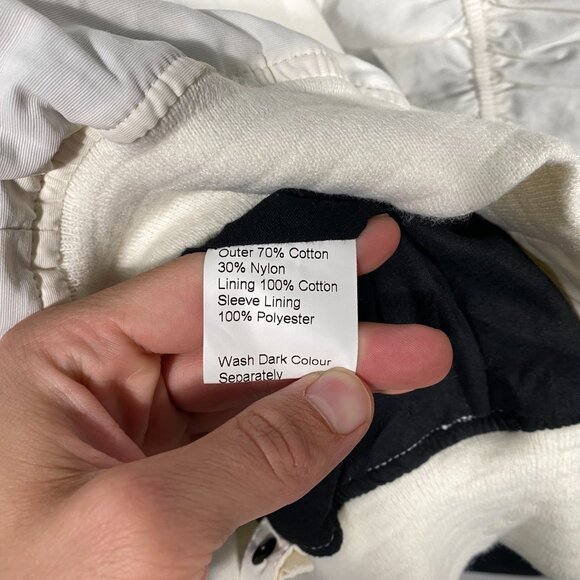 Outer 70% Cotton
30% Nylon
Lining 100% Cotton
Sleeve Lining
100% Polyester
Wash Dark Colour
Separately